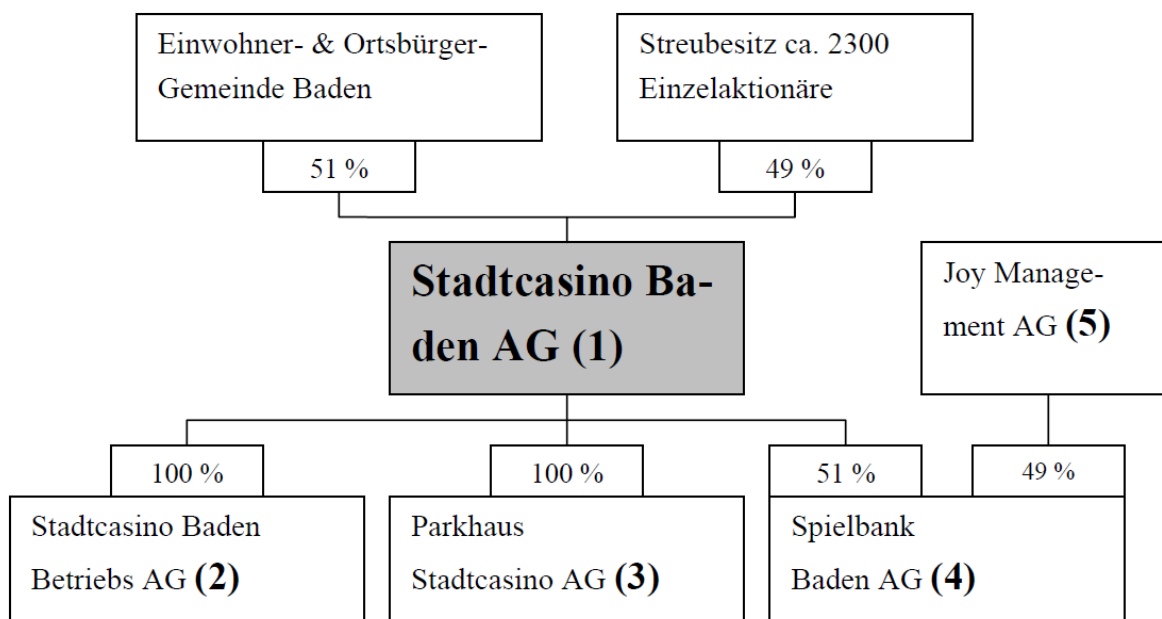 Einwohner- & Ortsbürger-
Gemeinde Baden
Streubesitz ca. 2300
Einzelaktionäre
51 %
49 %
Stadtcasino Ba-
den AG (1)
Joy Manage-
ment AG (5)
100 %
100 %
51 %
49 %
Stadtcasino Baden
Betriebs AG (2)
Parkhaus
Stadtcasino AG (3)
Spielbank
Baden AG (4)